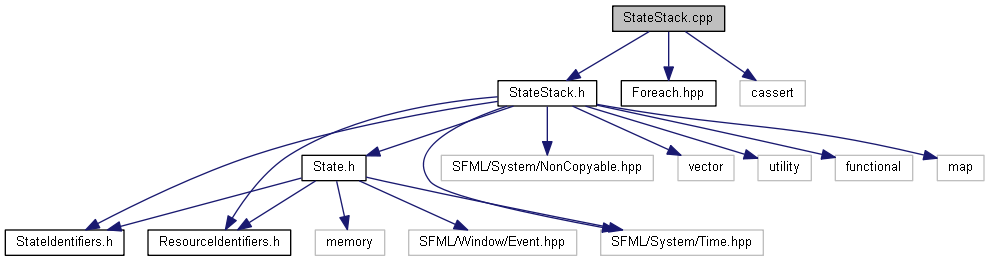 StateStack.cpp
StateStack.h
Foreach.hpp
cassert
State.h
SFML/System/NonCopyable.hpp
vector
utility
functional
map
StateIdentifiers.h
ResourceIdentifiers.h
memory
SFML/Window/Event.hpp
SFML/System/Time.hpp